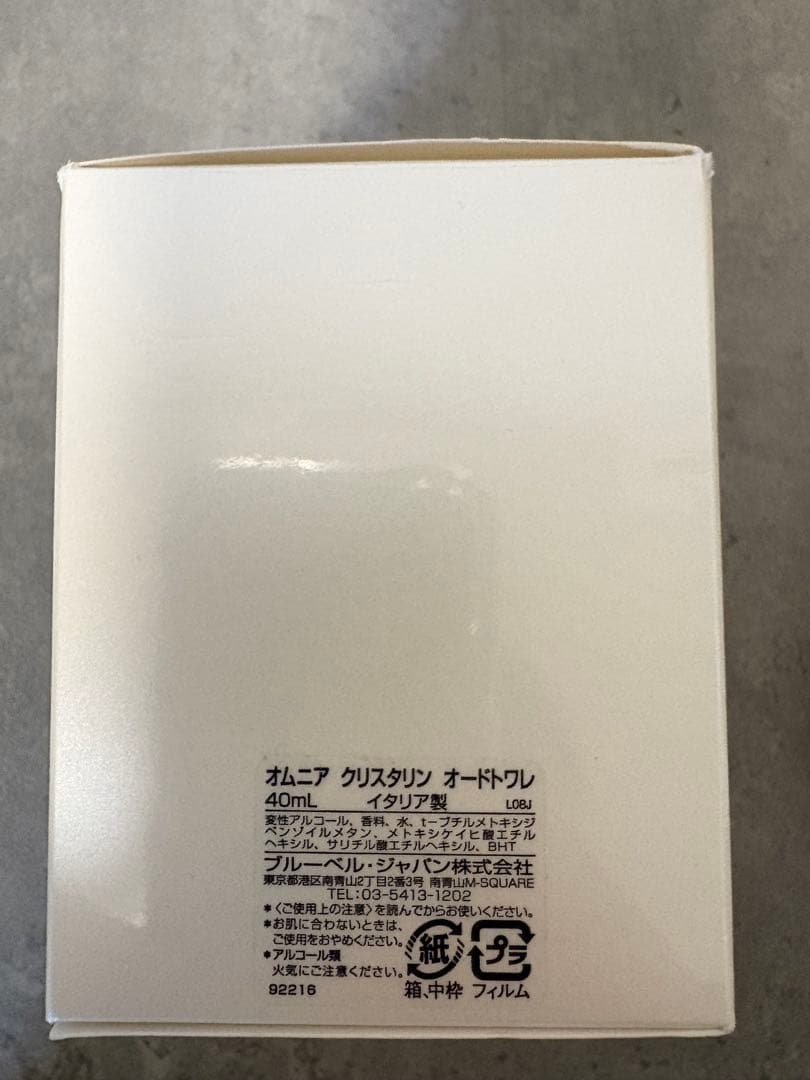 オムニア クリスタリン オードトワレ
40mL イタリア製 L08J
変性アルコール、香料、水、t-ブチルメトキシジ
ベンゾイルメタン、メトキシケイヒ酸エチル
ヘキシル、サリチル酸エチルヘキシル、BHT
ブルーベル・ジャパン株式会社
東京都港区南青山2丁目2番3号 南青山M-SQUARE
TEL:03-5413-1202
*〈ご使用上の注意〉を読んでからお使いください。
*お肌に合わないときは、
ご使用をおやめください。
*アルコール類
火気にご注意ください。
紙 プラ
92216 箱、中枠 フィルム